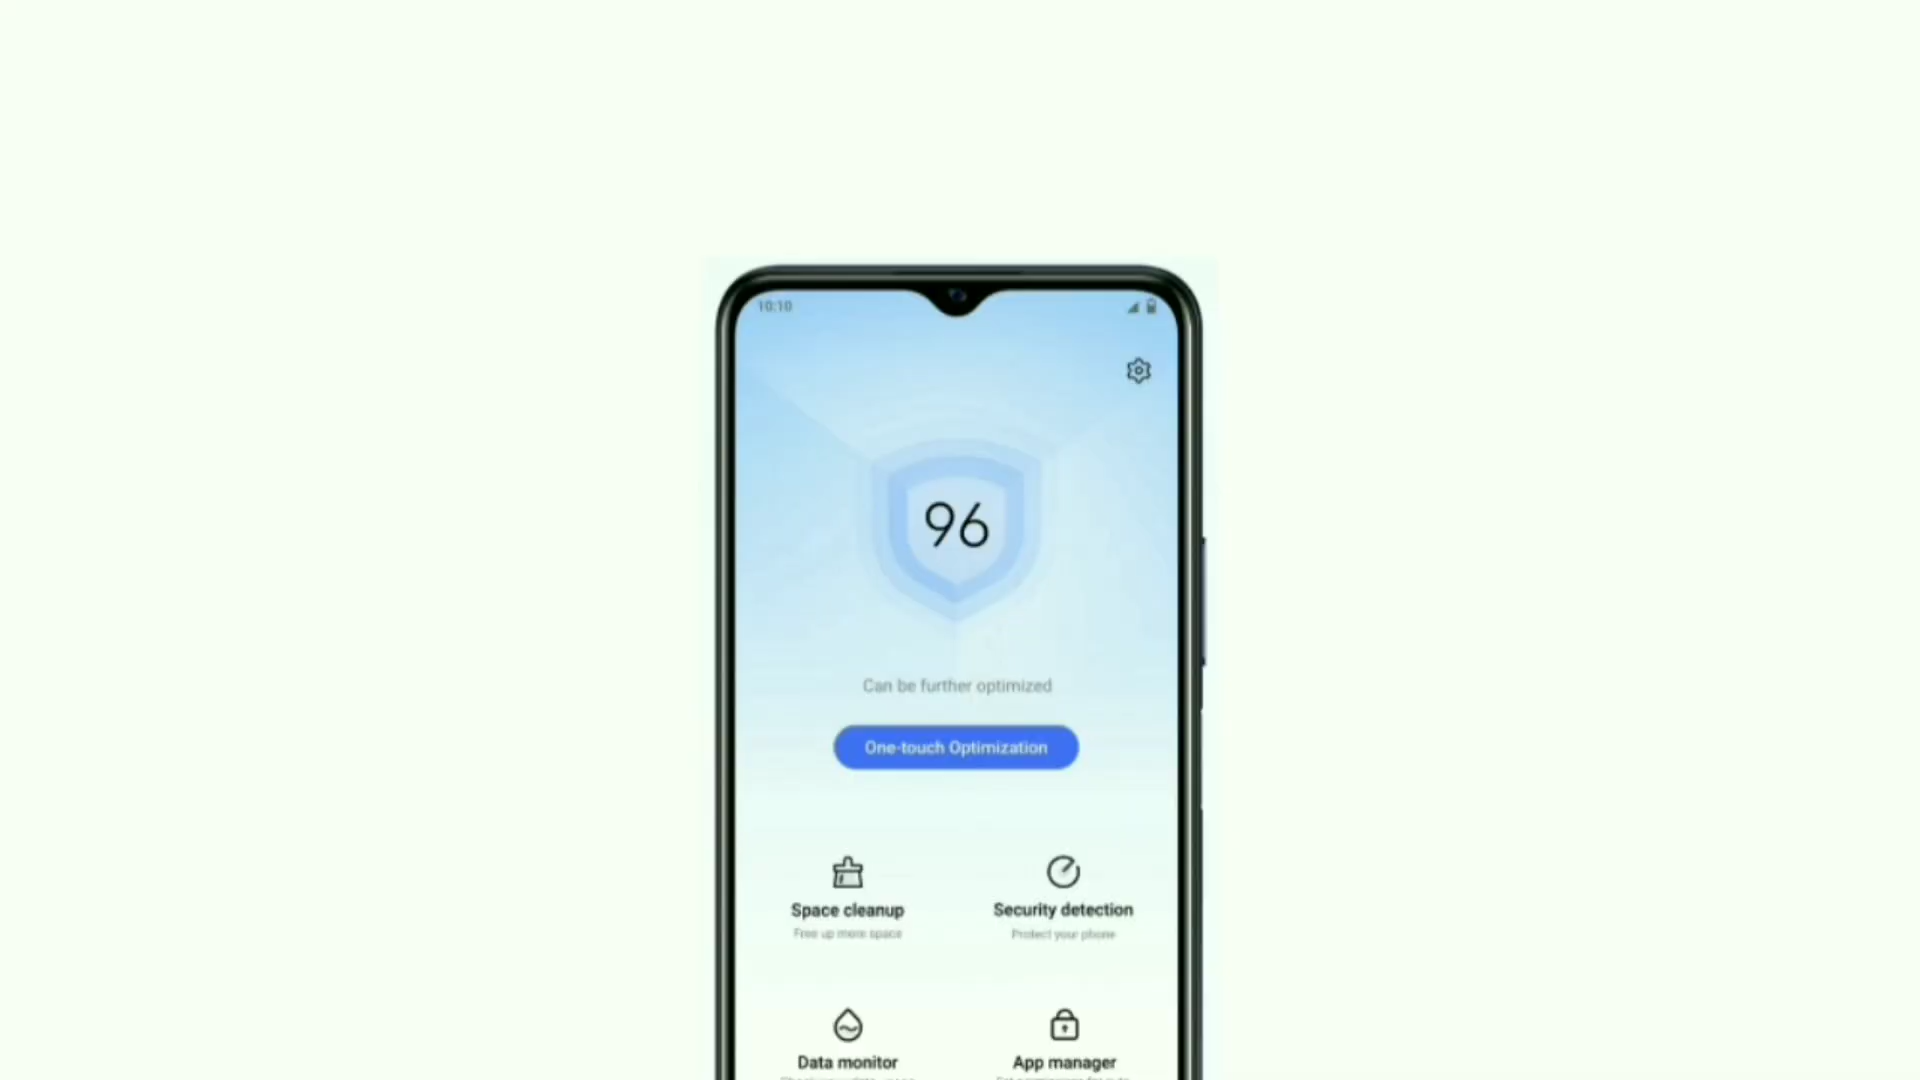 10:10
96
Can be further optimized
One-touch Optimization
Space cleanup
Free up more space
Security detection
Protect your phone
Data monitor
App manager